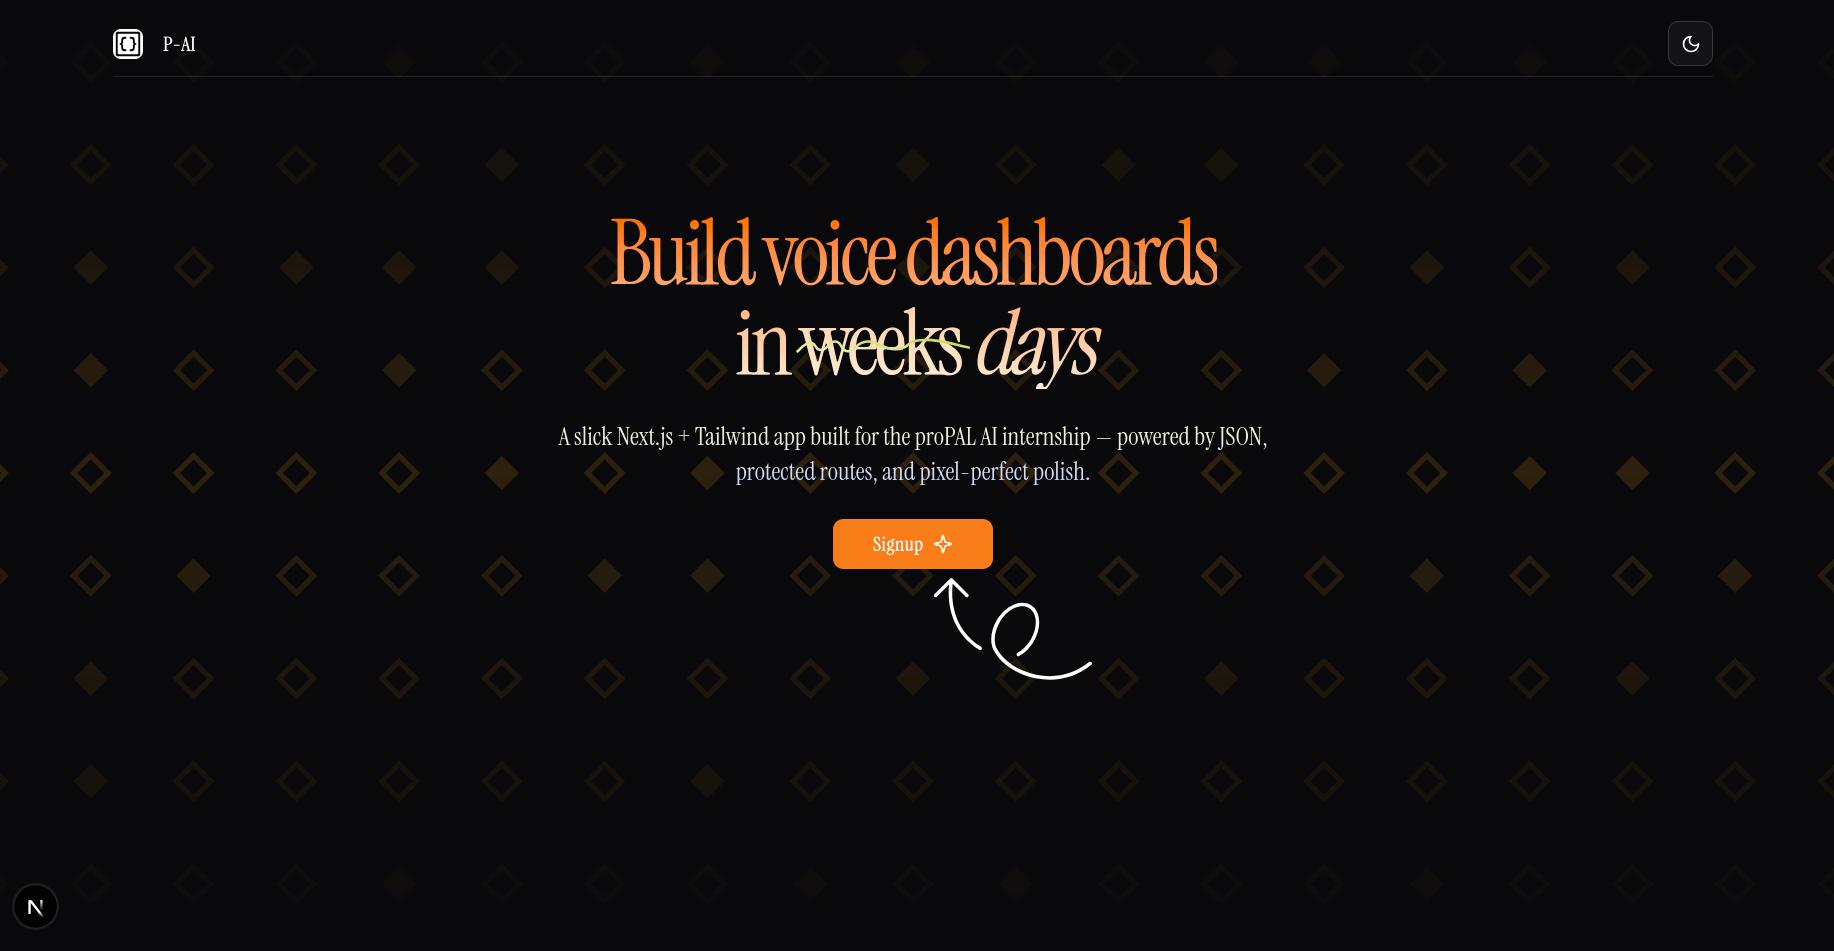 P-AI
Build voice dashboards
in weeks days
A slick Next.js + Tailwind app built for the proPAL AI internship — powered by JSON,
protected routes, and pixel-perfect polish.
Signup
N